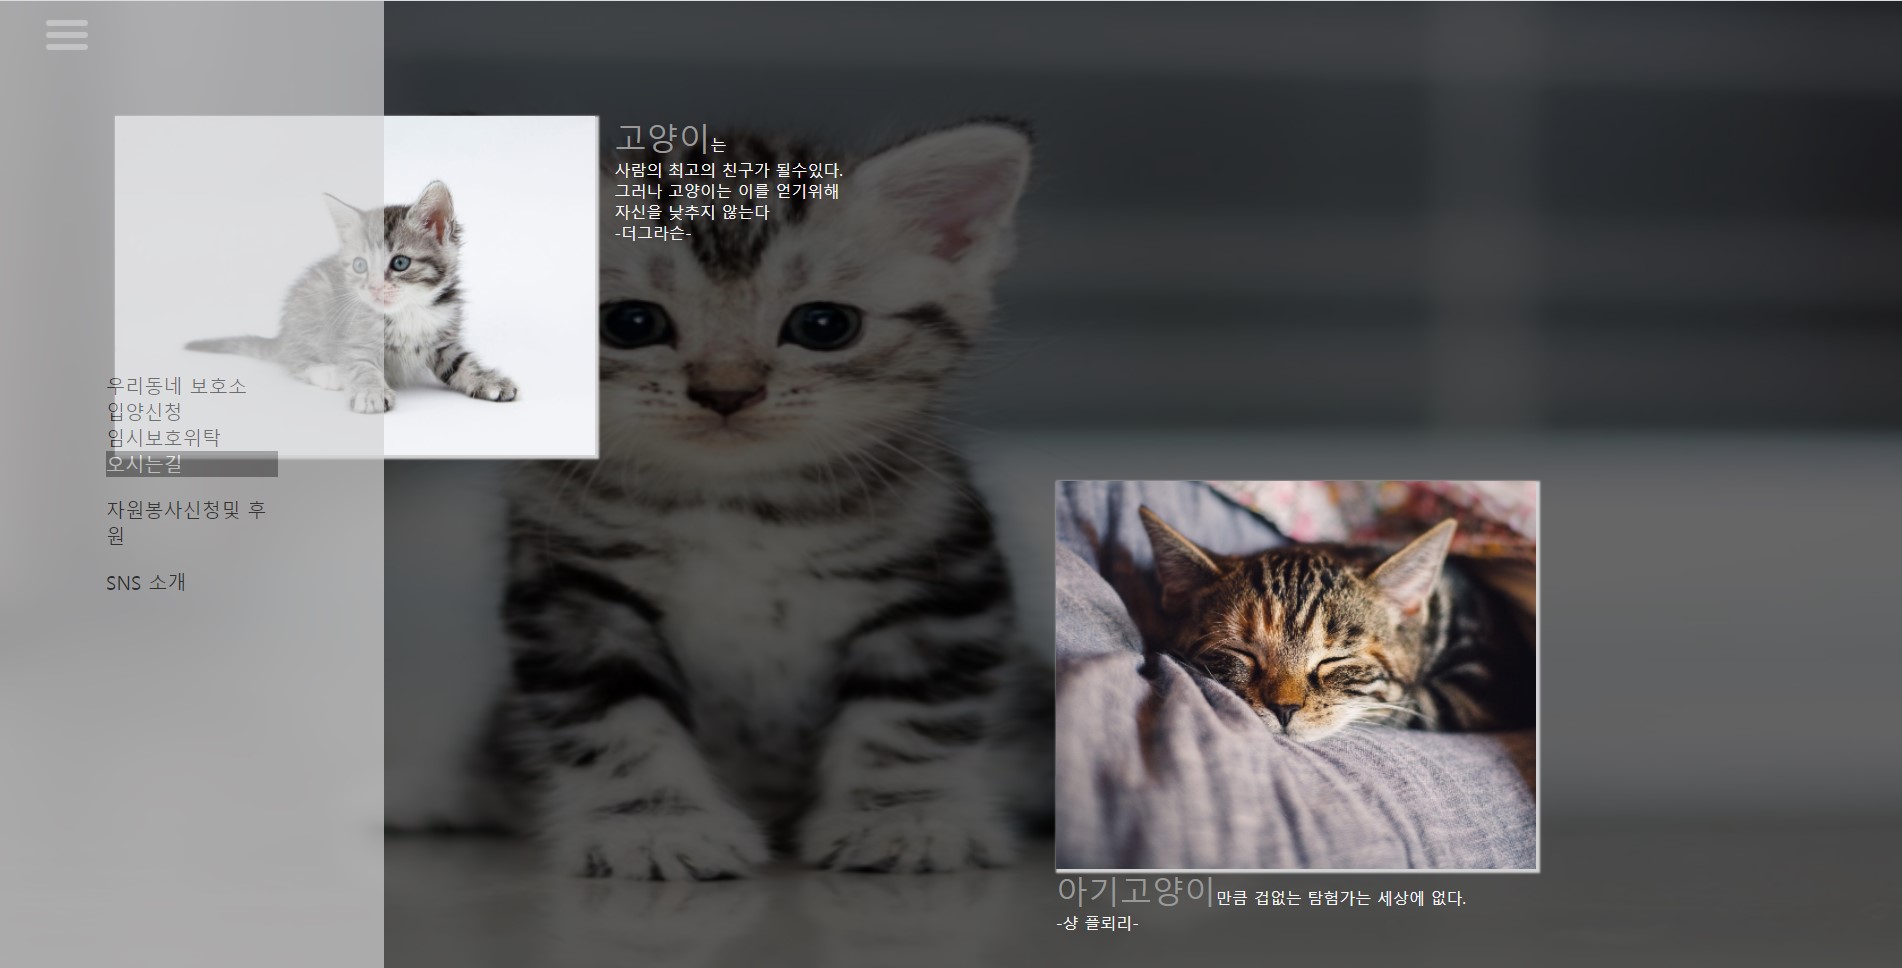 고양이는
사람의 최고의 친구가 될수있다.
그러나 고양이는 이를 얻기위해
자신을 낮추지 않는다
-더그라슨-
우리동네 보호소
입양신청
임시보호위탁
오시는길
자원봉사신청및 후
원
SNS 소개
아기고양이만큼 겁없는 탐험가는 세상에 없다.
-샹 플뢰리-